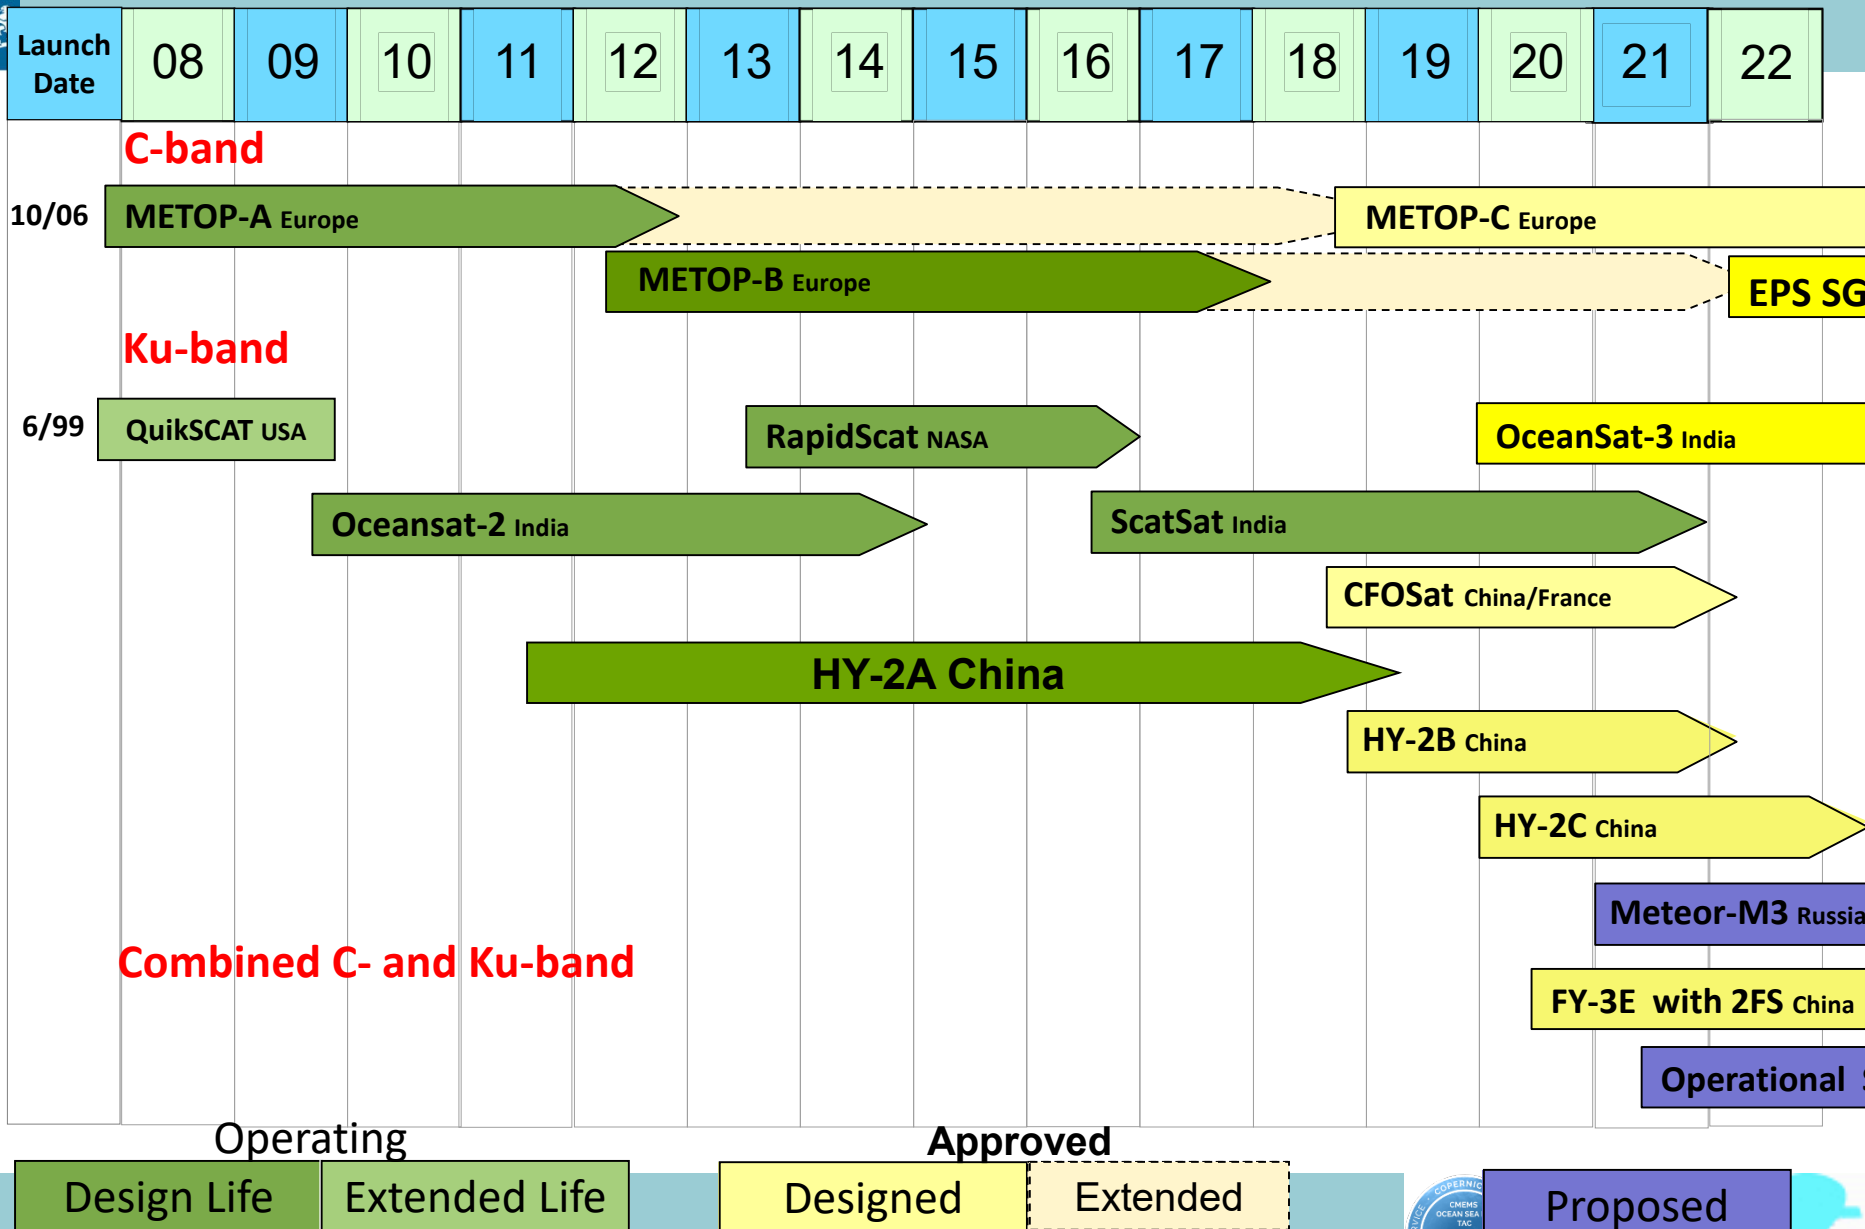 Launch Date 08 09 10 11 12 13 14 15 16 17 18 19 20 21 22
C-band
10/06 METOP-A Europe METOP-C Europe
METOP-B Europe EPS SG
Ku-band
6/99 QuikSCAT USA RapidScat NASA OceanSat-3 India
Oceansat-2 India ScatSat India
CFOSat China/France
HY-2A China
HY-2B China
HY-2C China
Meteor-M3 Russia
Combined C- and Ku-band
FY-3E with 2FS China
Operational
Operating Approved
Design Life Extended Life Designed Extended Proposed
CMEMS
OCEAN SEA
TAC